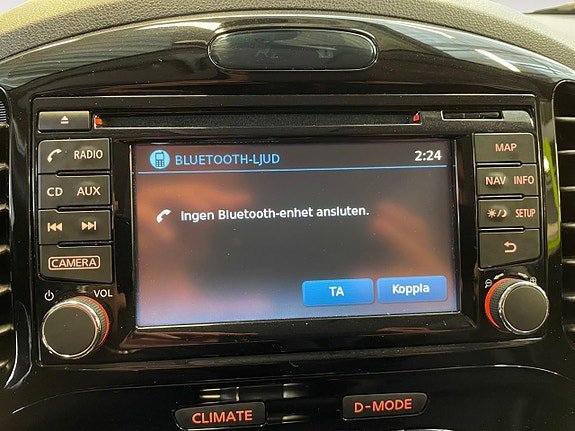 BLUETOOTH-LJUD 2:24
Ingen Bluetooth-enhet ansluten.
TA Koppla
RADIO
CD AUX
CAMERA
VOL
MAP
NAV INFO
SETUP
CLIMATE D-MODE